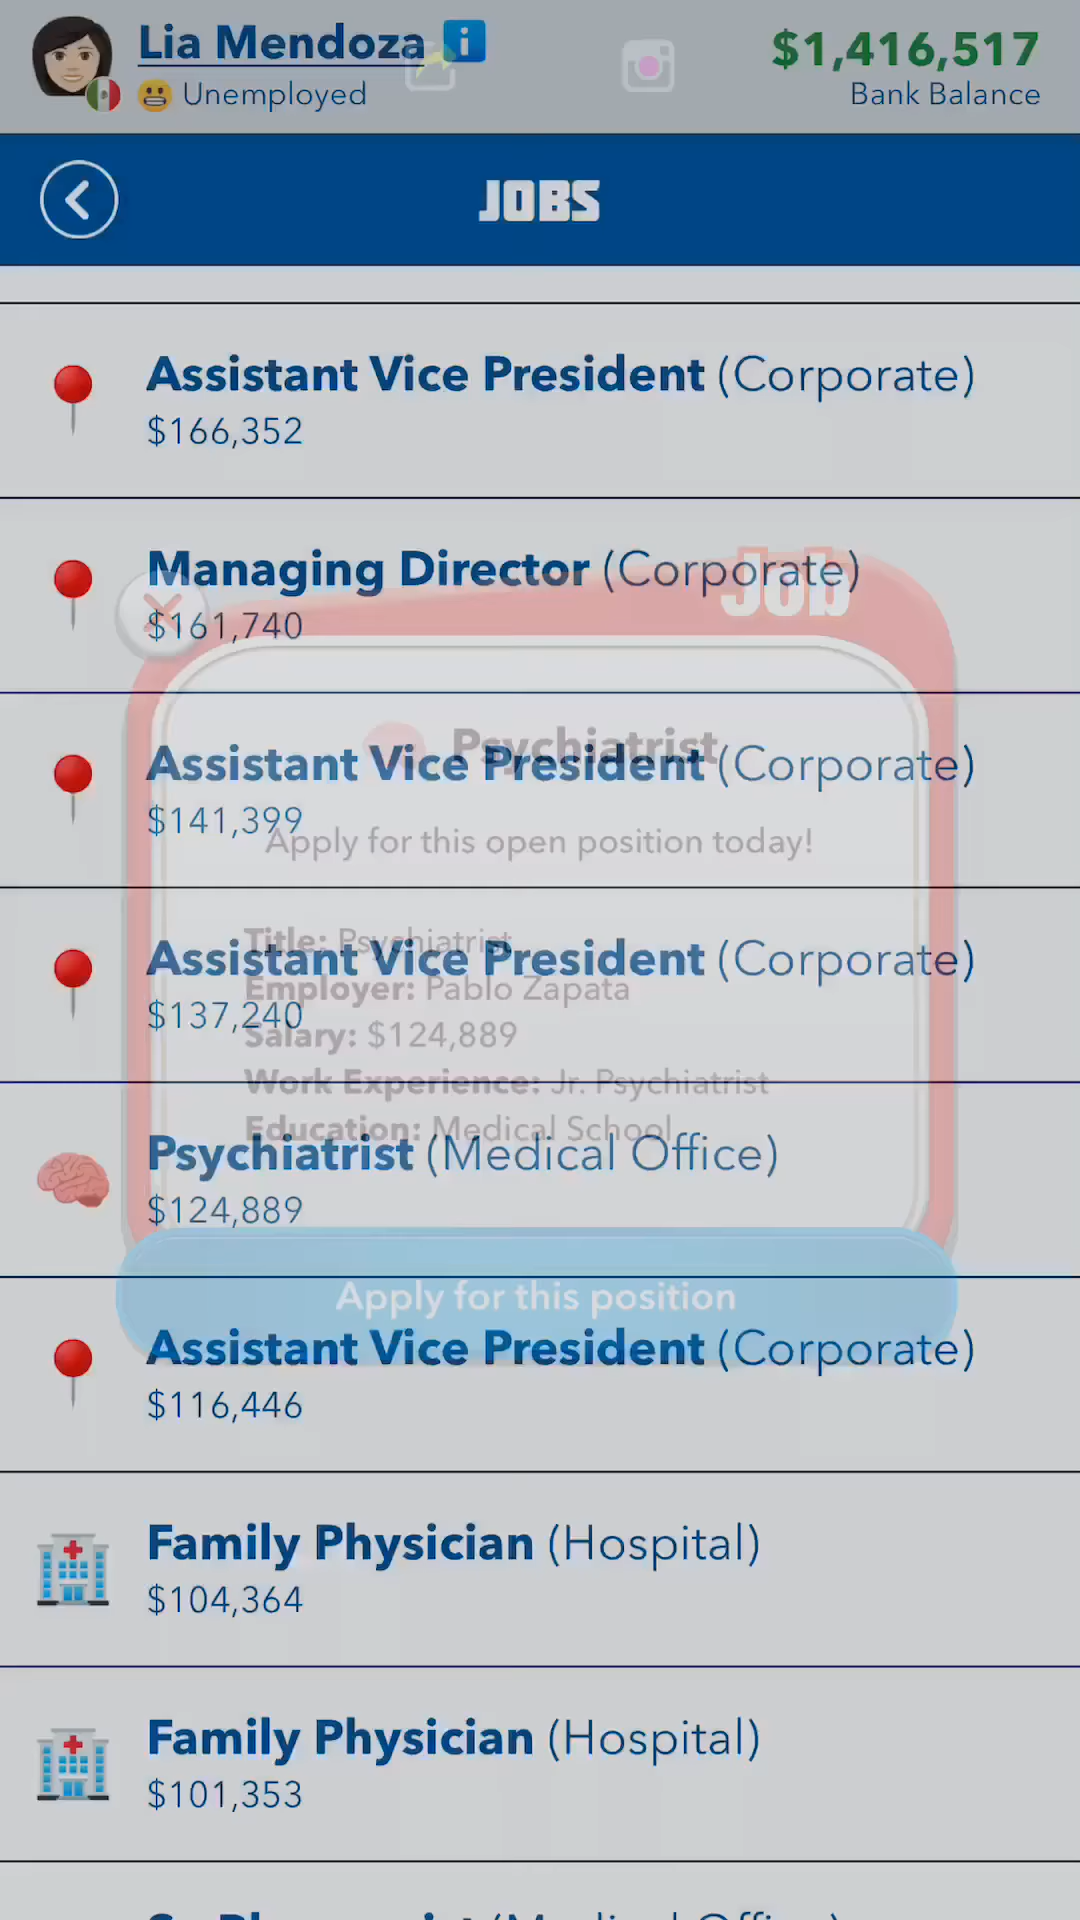 Lia Mendoza
$1,416,517
Unemployed
Bank Balance
JOBS
Assistant Vice President (Corporate)
$166,352
Managing Director (Corporate)
$161,740
Job
Psychiatrist
Assistant Vice President (Corporate)
$141,399
Apply for this open position today!
Title: Psychiatrist
Assistant Vice President (Corporate)
Employer: Pablo Zapata
$137,240
Salary: $124,889
Work Experience: Jr. Psychiatrist
Education: Medical School
Psychiatrist (Medical Office)
$124,889
Apply for this position
Assistant Vice President (Corporate)
$116,446
Family Physician (Hospital)
$104,364
Family Physician (Hospital)
$101,353